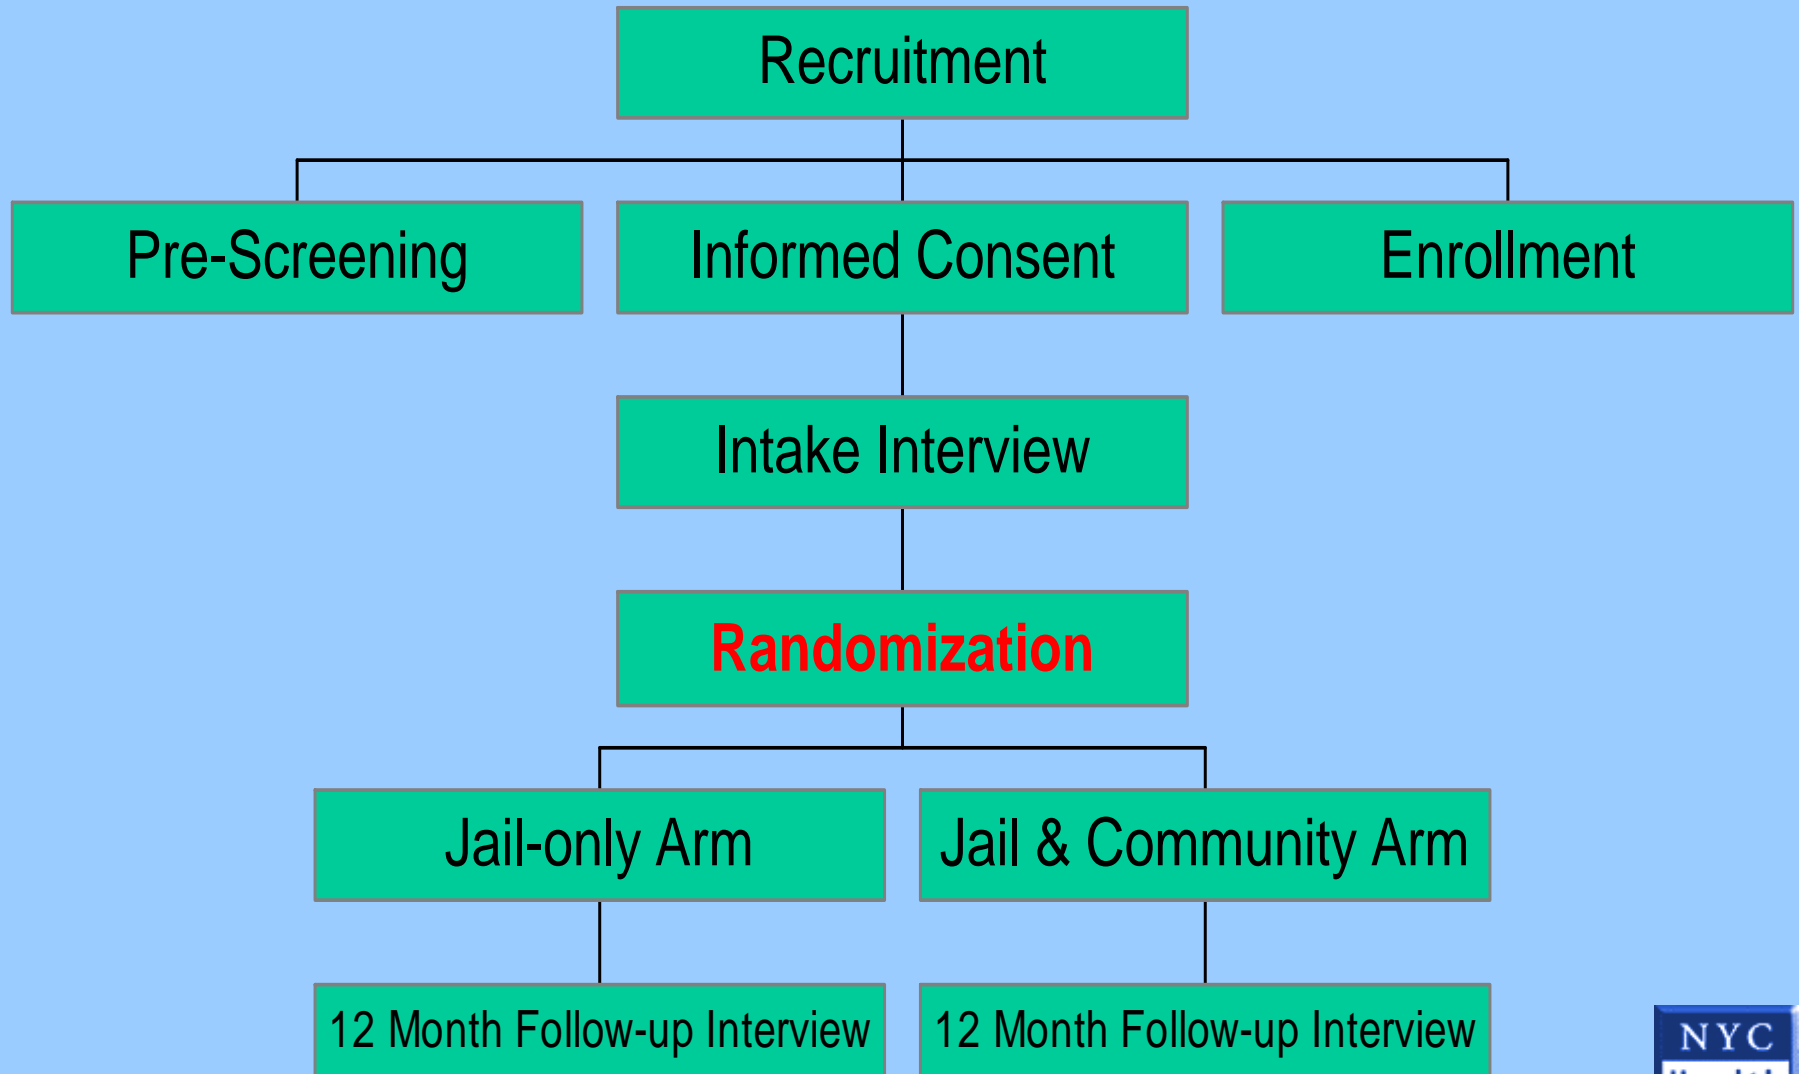 Recruitment
Pre-Screening
Informed Consent
Enrollment
Intake Interview
Randomization
Jail-only Arm
Jail & Community Arm
12 Month Follow-up Interview
12 Month Follow-up Interview
NYC